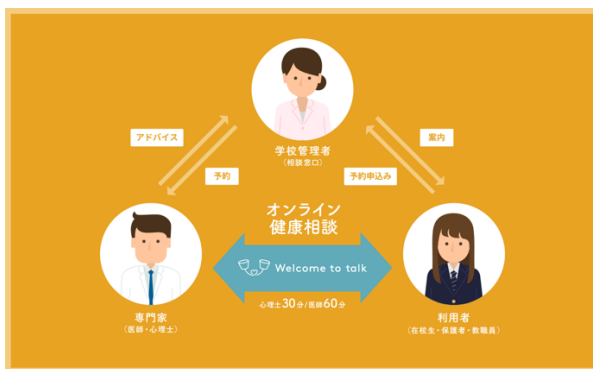 学校管理者
（相談窓口）
アドバイス
案内
予約
予約申込み
オンライン
健康相談
Welcome to talk
心理士30分/医師60分
専門家
（医師・心理士）
利用者
（在校生・保護者・教職員）